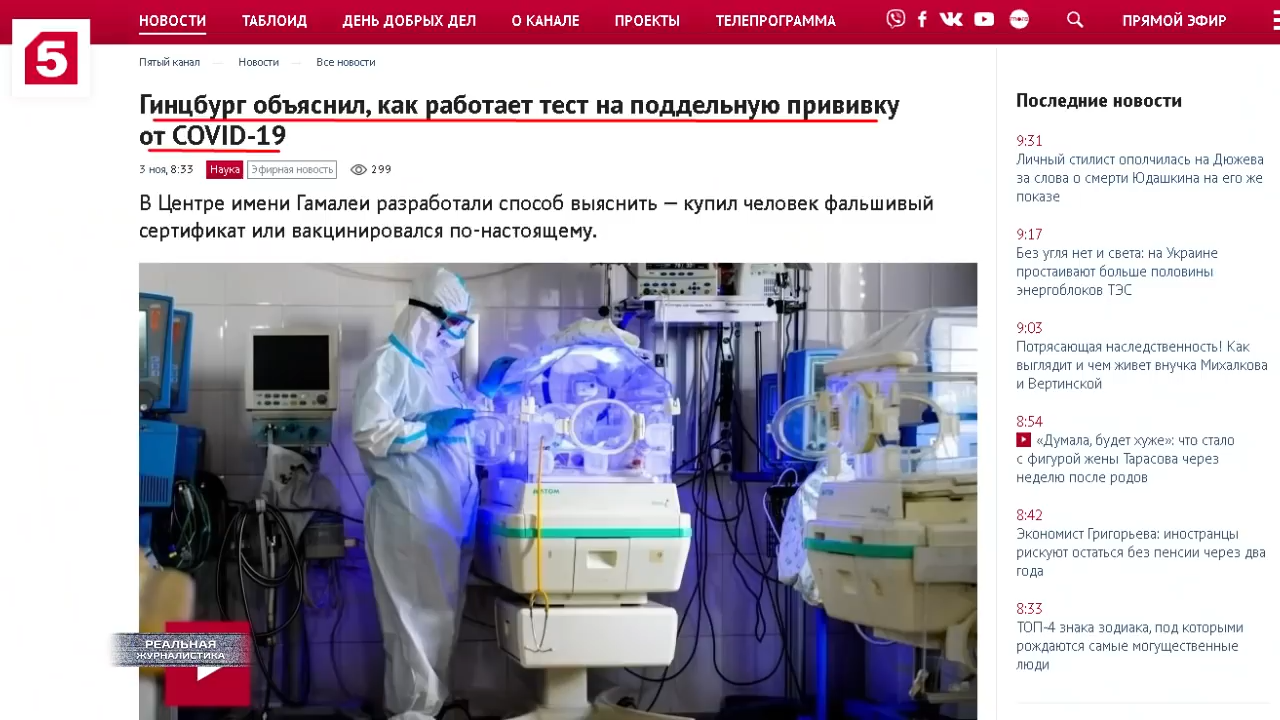 НОВОСТИ ТАБЛОИД ДЕНЬ ДОБРЫХ ДЕЛ О КАНАЛЕ ПРОЕКТЫ ТЕЛЕПРОГРАММА ПРЯМОЙ ЭФИР
5
Пятый канал — Новости — Все новости
Гинцбург объяснил, как работает тест на поддельную прививку
от COVID-19
3 ноя, 8:33 Наука Эфирная новость 299
В Центре имени Гамалеи разработали способ выяснить — купил человек фальшивый
сертификат или вакцинировался по-настоящему.
РЕАЛЬНАЯ
ЖУРНАЛИСТИКА
Последние новости
9:31
Личный стилист ополчилась на Дюжева
за слова о смерти Юдашкина на его же
показе
9:17
Без угля нет и света: на Украине
простаивают больше половины
энергоблоков ТЭС
9:03
Потрясающая наследственность! Как
выглядит и чем живет внучка Михалкова
и Вертинской
8:54
«Думала, будет хуже»: что стало
с фигурой жены Тарасова через
неделю после родов
8:42
Экономист Григорьева: иностранцы
рискуют остаться без пенсии через два
года
8:33
ТОП-4 знака зодиака, под которыми
рождаются самые могущественные
люди